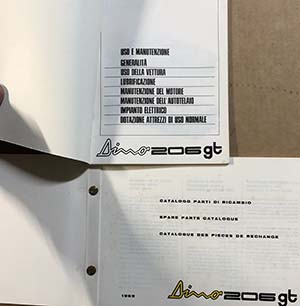 USO E MANUTENZIONE
GENERALITÀ
USO DELLA VETTURA
LUBRIFICAZIONE
MANUTENZIONE DEL MOTORE
MANUTENZIONE DELL'AUTOTELAIO
IMPIANTO ELETTRICO
DOTAZIONE ATTREZZI DI USO NORMALE
Dino 206 gt
CATALOGO PARTI DI RICAMBIO
SPARE PARTS CATALOGUE
CATALOGUE DES PIECES DE RECHANGE
1969 Dino 206 gt